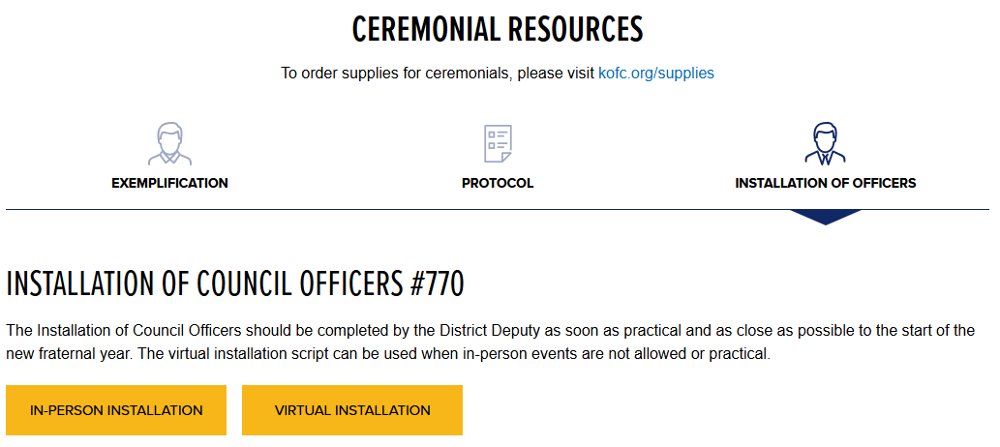 CEREMONIAL RESOURCES
To order supplies for ceremonials, please visit kofc.org/supplies
EXEMPLIFICATION
PROTOCOL
INSTALLATION OF OFFICERS
INSTALLATION OF COUNCIL OFFICERS #770
The Installation of Council Officers should be completed by the District Deputy as soon as practical and as close as possible to the start of the
new fraternal year. The virtual installation script can be used when in-person events are not allowed or practical.
IN-PERSON INSTALLATION
VIRTUAL INSTALLATION